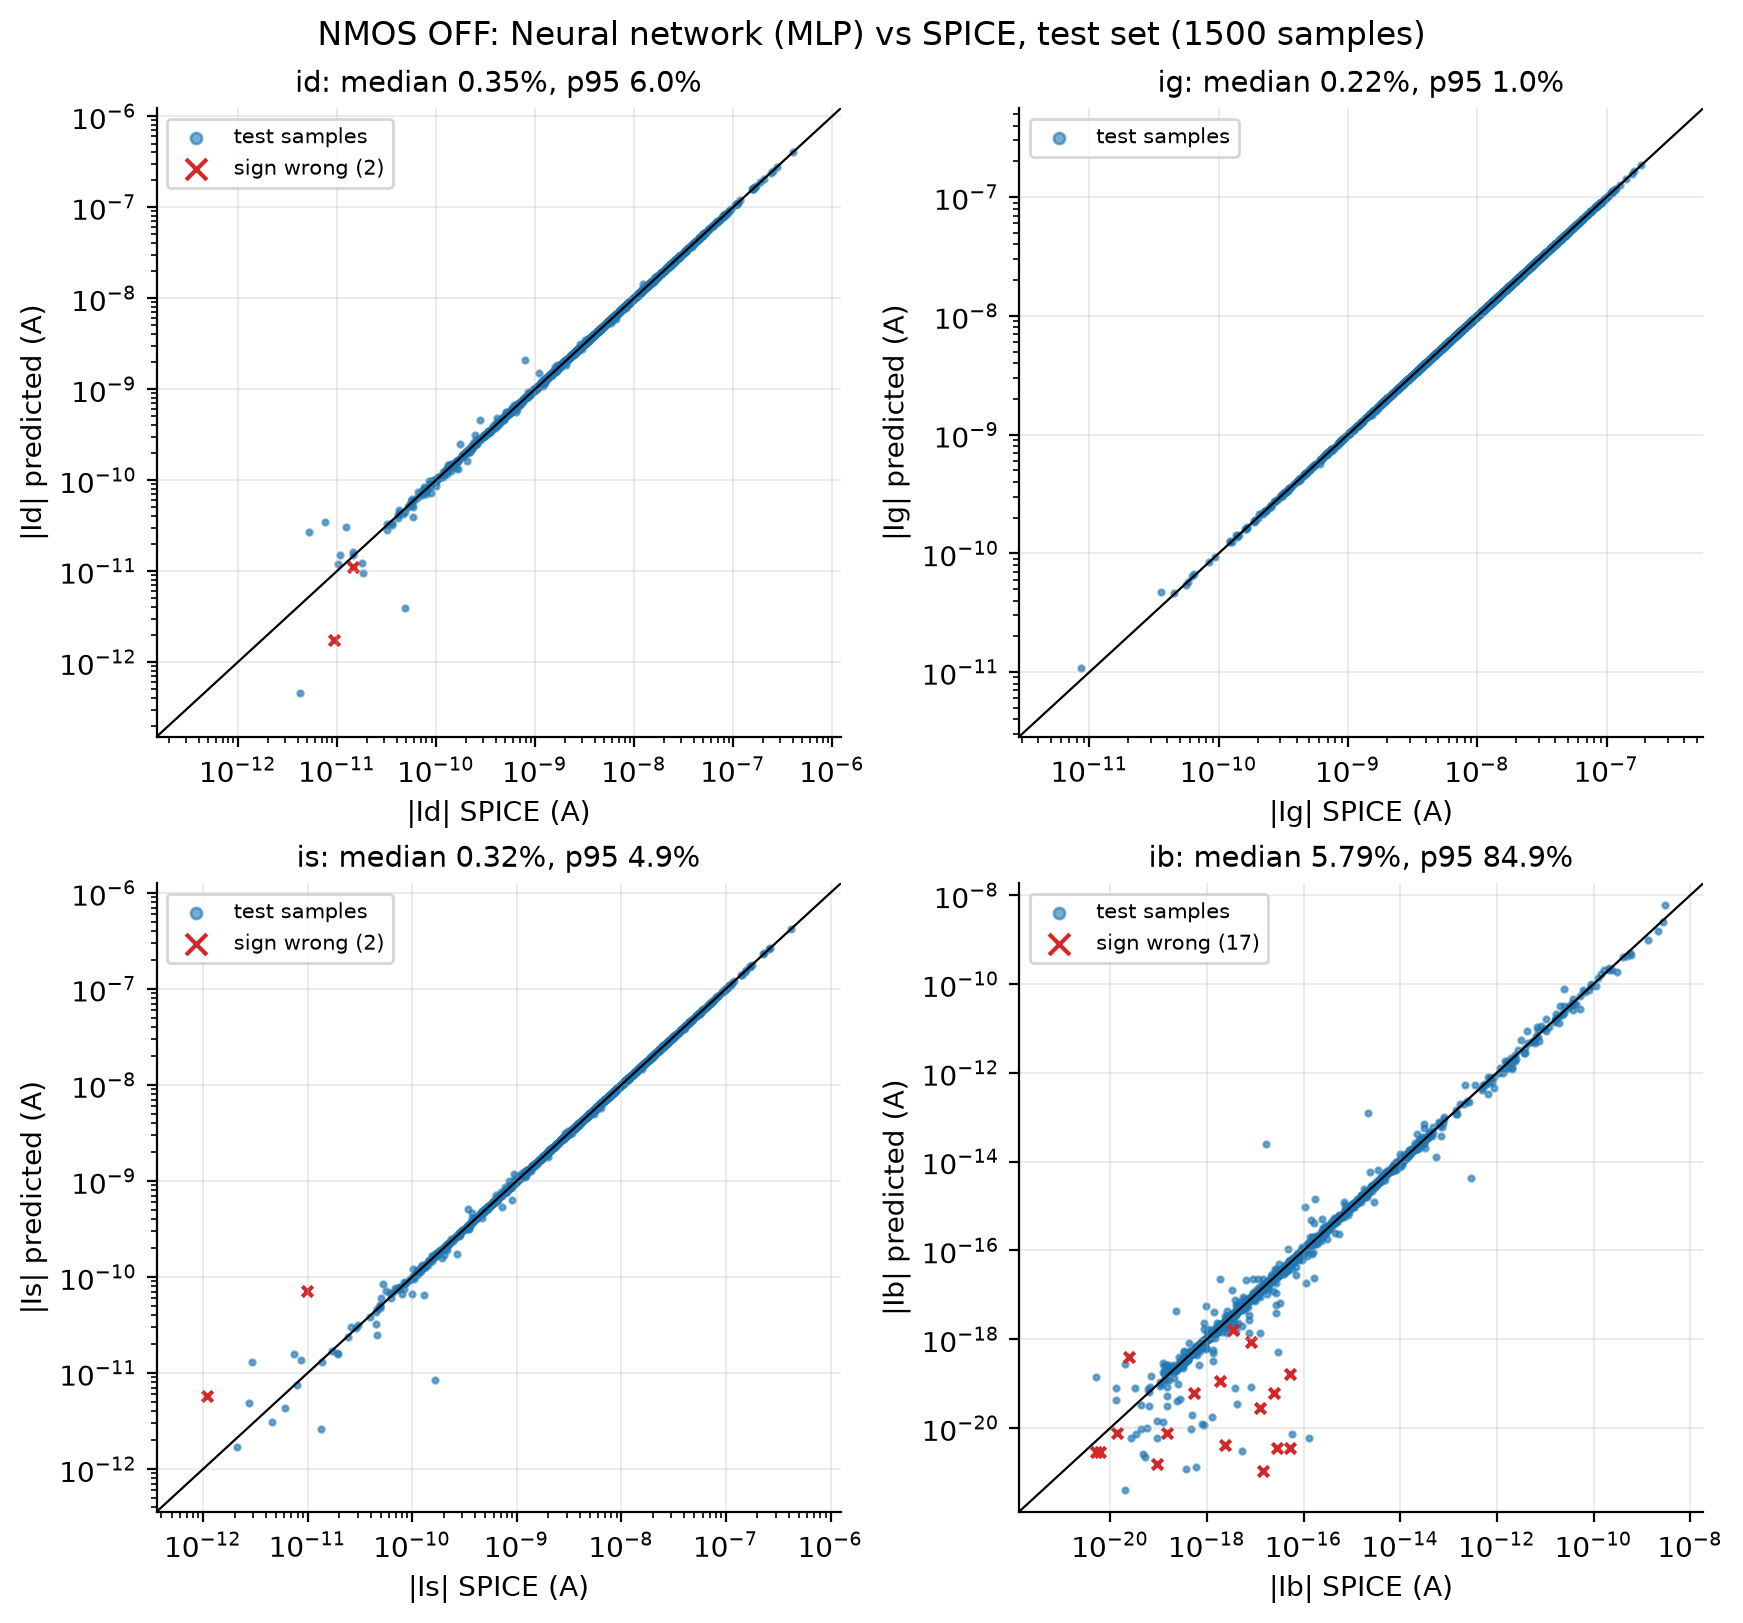 NMOS OFF: Neural network (MLP) vs SPICE, test set (1500 samples)
id: median 0.35%, p95 6.0%
test samples
sign wrong (2)
|Id| predicted (A)
10⁻⁶
10⁻⁷
10⁻⁸
10⁻⁹
10⁻¹⁰
10⁻¹¹
10⁻¹²
10⁻¹² 10⁻¹¹ 10⁻¹⁰ 10⁻⁹ 10⁻⁸ 10⁻⁷ 10⁻⁶
|Id| SPICE (A)
ig: median 0.22%, p95 1.0%
test samples
|Ig| predicted (A)
10⁻⁷
10⁻⁸
10⁻⁹
10⁻¹⁰
10⁻¹¹
10⁻¹¹ 10⁻¹⁰ 10⁻⁹ 10⁻⁸ 10⁻⁷
|Ig| SPICE (A)
is: median 0.32%, p95 4.9%
test samples
sign wrong (2)
|Is| predicted (A)
10⁻⁶
10⁻⁷
10⁻⁸
10⁻⁹
10⁻¹⁰
10⁻¹¹
10⁻¹²
10⁻¹² 10⁻¹¹ 10⁻¹⁰ 10⁻⁹ 10⁻⁸ 10⁻⁷ 10⁻⁶
|Is| SPICE (A)
ib: median 5.79%, p95 84.9%
test samples
sign wrong (17)
|Ib| predicted (A)
10⁻⁸
10⁻¹⁰
10⁻¹²
10⁻¹⁴
10⁻¹⁶
10⁻¹⁸
10⁻²⁰
10⁻²⁰ 10⁻¹⁸ 10⁻¹⁶ 10⁻¹⁴ 10⁻¹² 10⁻¹⁰ 10⁻⁸
|Ib| SPICE (A)